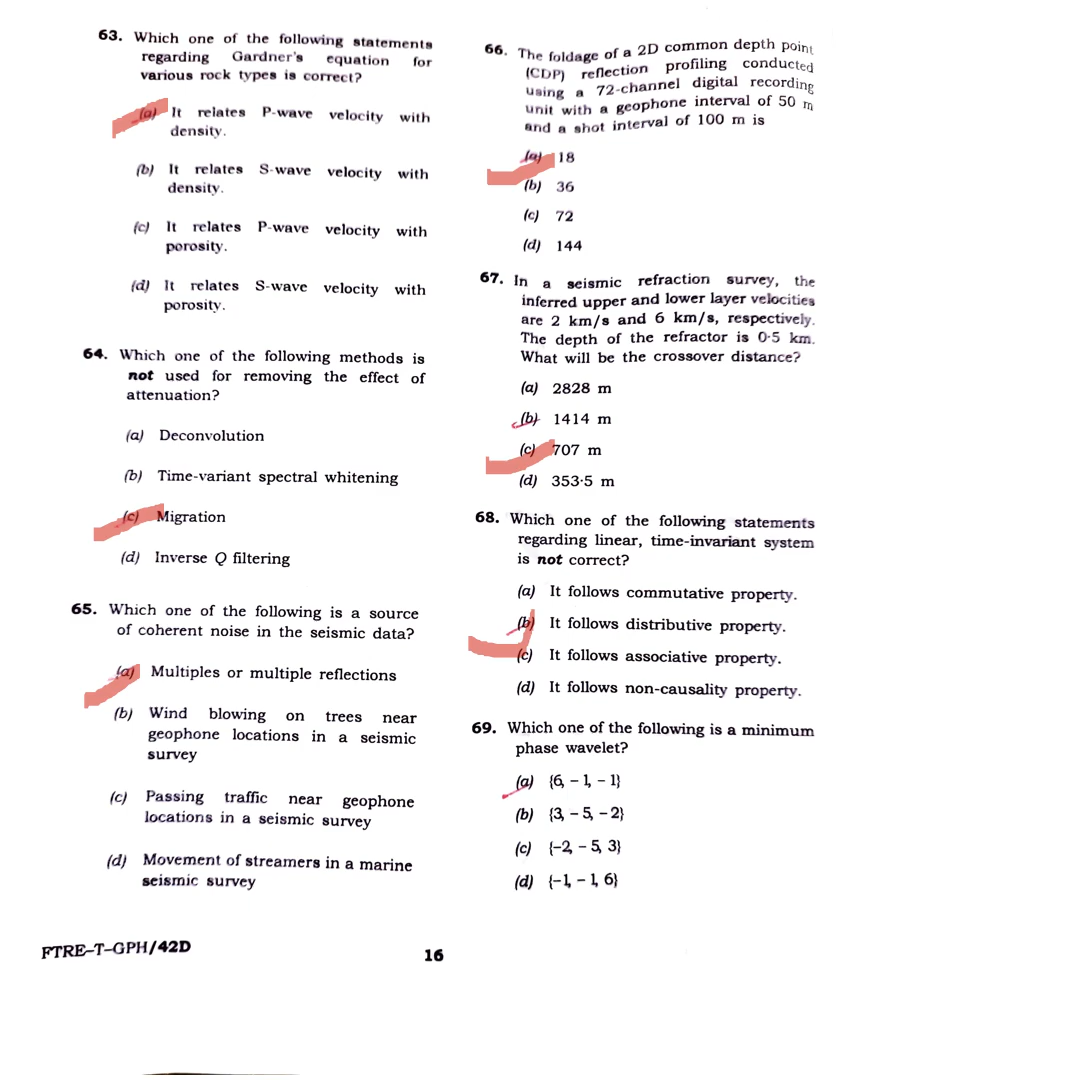 63. Which one of the following statements
regarding Gardner's equation for
various rock types is correct?
(a) It relates P-wave velocity with
density.
(b) It relates S-wave velocity with
density.
(c) It relates P-wave velocity with
porosity.
(d) It relates S-wave velocity with
porosity.
64. Which one of the following methods is
not used for removing the effect of
attenuation?
(a) Deconvolution
(b) Time-variant spectral whitening
(c) Migration
(d) Inverse Q filtering
65. Which one of the following is a source
of coherent noise in the seismic data?
(a) Multiples or multiple reflections
(b) Wind blowing on trees near
geophone locations in a seismic
survey
(c) Passing traffic near geophone
locations in a seismic survey
(d) Movement of streamers in a marine
seismic survey
66. The foldage of a 2D common depth point
(CDP) reflection profiling conducted
using a 72-channel digital recording
unit with a geophone interval of 50 m
and a shot interval of 100 m is
(a) 18
(b) 36
(c) 72
(d) 144
67. In a seismic refraction survey, the
inferred upper and lower layer velocities
are 2 km/s and 6 km/s, respectively.
The depth of the refractor is 0·5 km.
What will be the crossover distance?
(a) 2828 m
(b) 1414 m
(c) 707 m
(d) 353·5 m
68. Which one of the following statements
regarding linear, time-invariant system
is not correct?
(a) It follows commutative property.
(b) It follows distributive property.
(c) It follows associative property.
(d) It follows non-causality property.
69. Which one of the following is a minimum
phase wavelet?
(a) {6, – 1, – 1}
(b) {3, – 5, – 2}
(c) {–2, – 5, 3}
(d) {–1, – 1, 6}
FTRE–T–GPH/42D
16